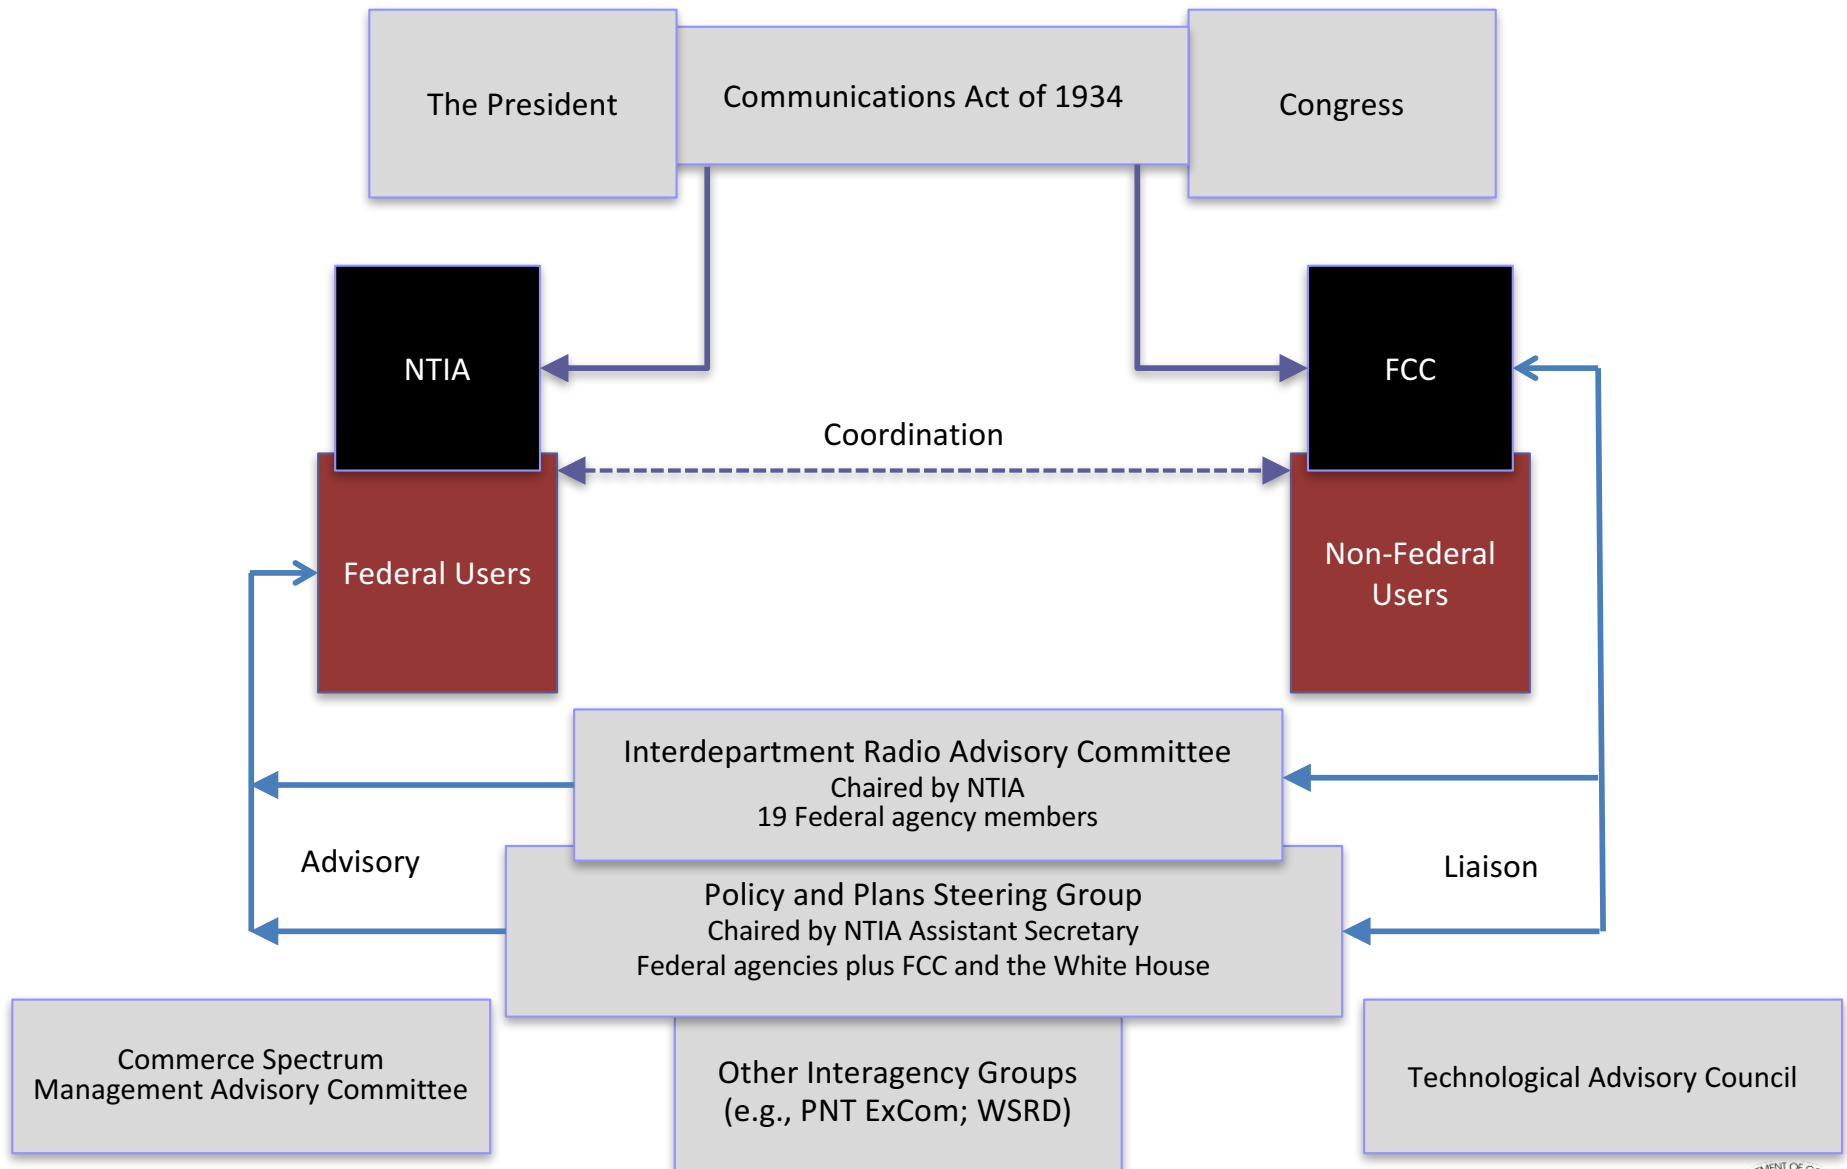 The President
Communications Act of 1934
Congress
NTIA
FCC
Coordination
Federal Users
Non-Federal
Users
Interdepartment Radio Advisory Committee
Chaired by NTIA
19 Federal agency members
Advisory
Liaison
Policy and Plans Steering Group
Chaired by NTIA Assistant Secretary
Federal agencies plus FCC and the White House
Commerce Spectrum
Management Advisory Committee
Other Interagency Groups
(e.g., PNT ExCom; WSRD)
Technological Advisory Council